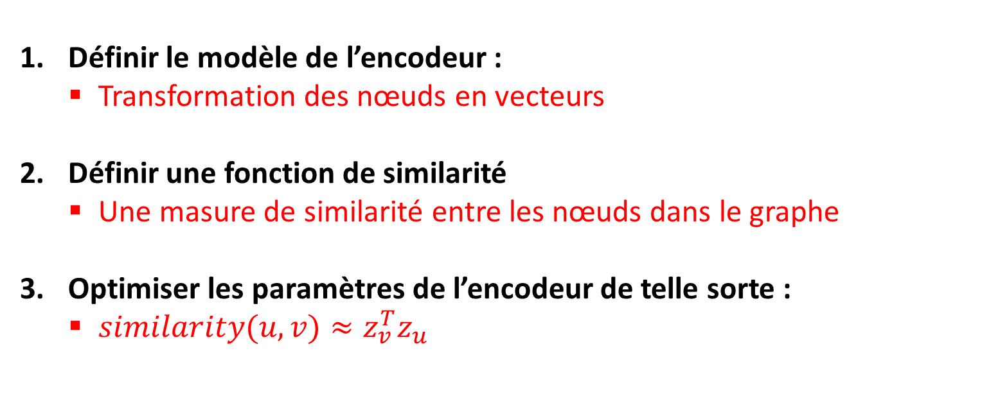 1. Définir le modèle de l’encodeur :
▪ Transformation des nœuds en vecteurs
2. Définir une fonction de similarité
▪ Une masure de similarité entre les nœuds dans le graphe
3. Optimiser les paramètres de l’encodeur de telle sorte :
▪ $similarity(u, v) \approx z_v^T z_u$